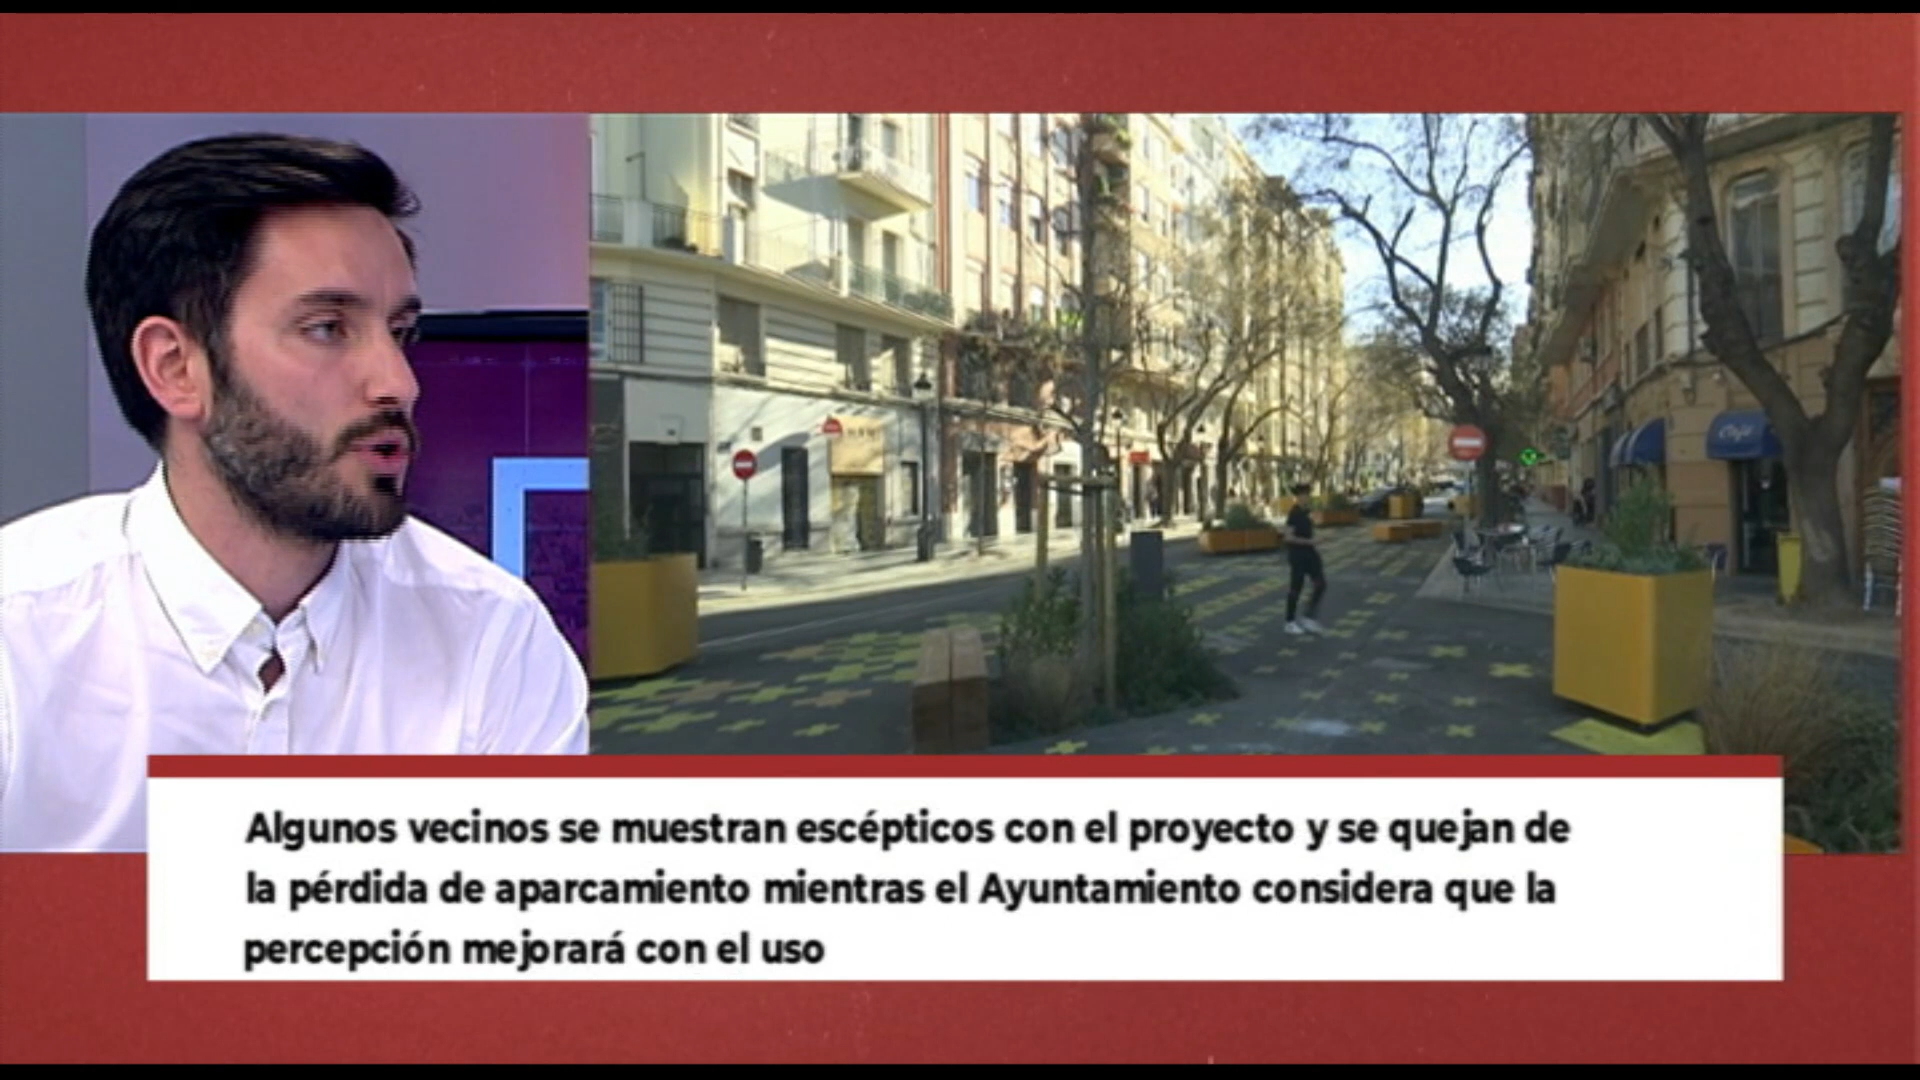 Café
Algunos vecinos se muestran escépticos con el proyecto y se quejan de
la pérdida de aparcamiento mientras el Ayuntamiento considera que la
percepción mejorará con el uso